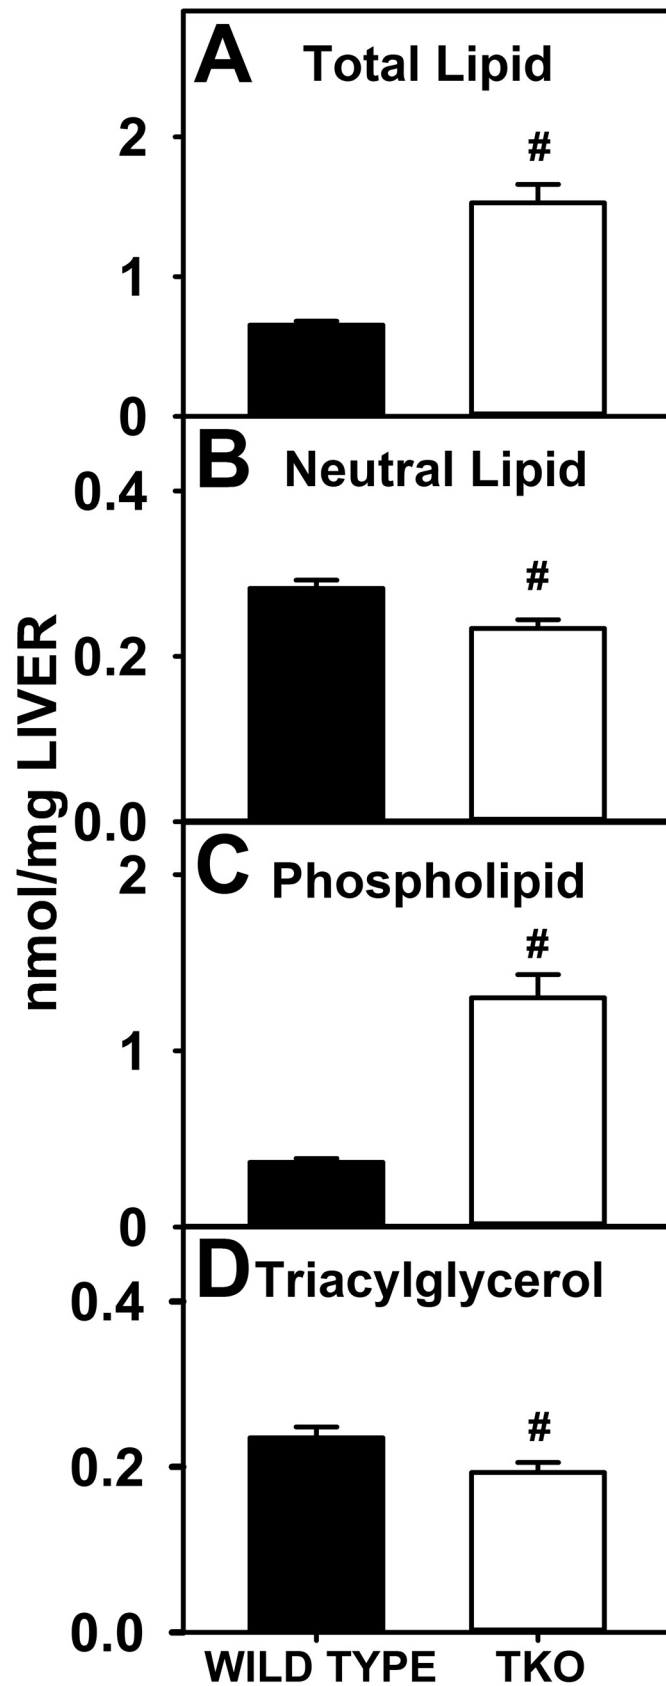 A Total Lipid
2
#
1
0
B Neutral Lipid
0.4
#
0.2
0.0
nmol/mg LIVER
C Phospholipid
2
#
1
0
D Triacylglycerol
0.4
#
0.2
0.0
WILD TYPE TKO